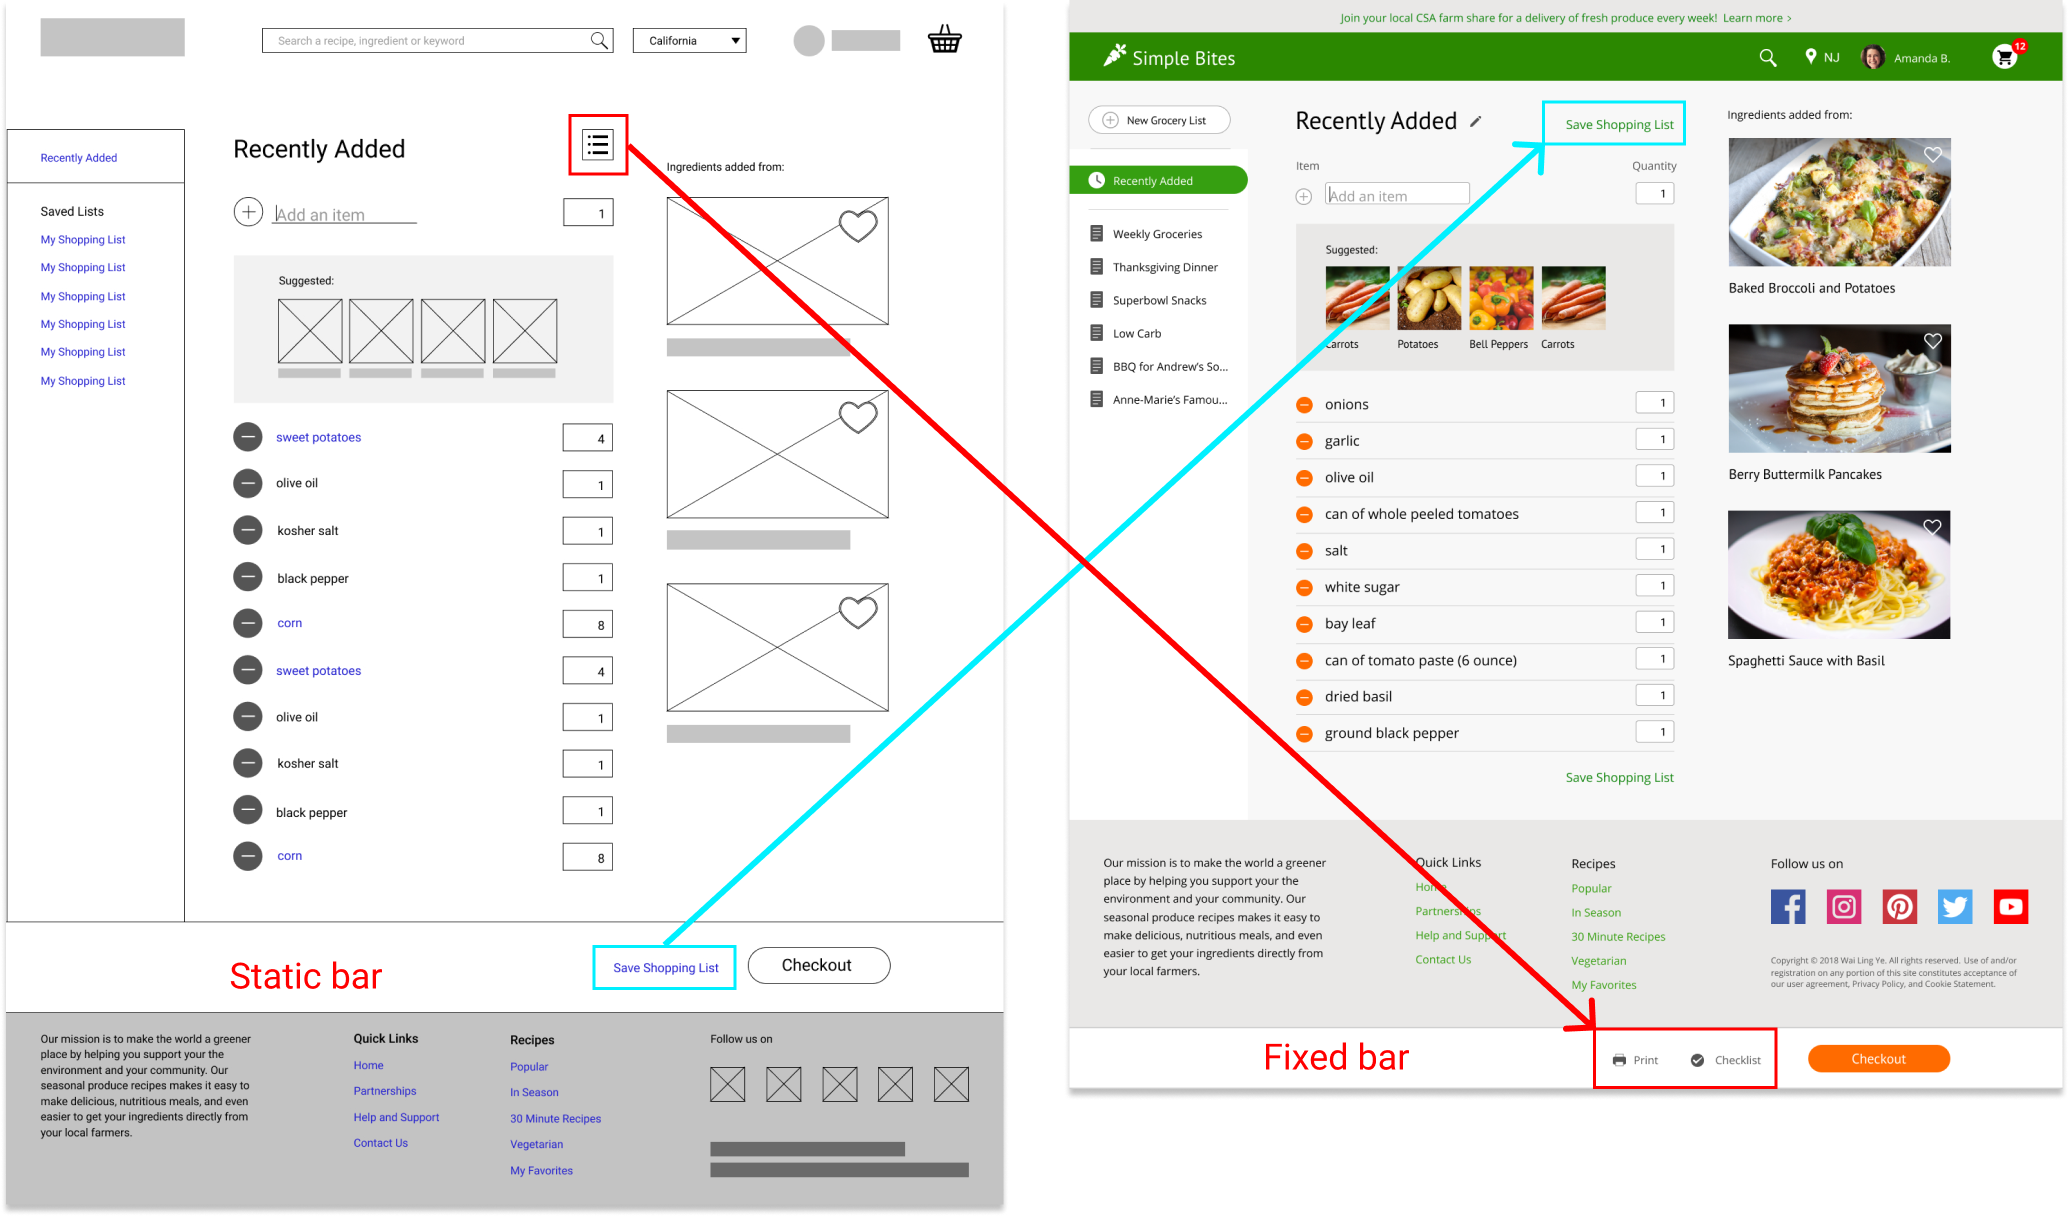 Search a recipe, ingredient or keyword
California
Recently Added
Saved Lists
My Shopping List
My Shopping List
My Shopping List
My Shopping List
My Shopping List
My Shopping List
Recently Added
Add an item
1
Suggested:
sweet potatoes
4
olive oil
1
kosher salt
1
black pepper
1
corn
8
sweet potatoes
4
olive oil
1
kosher salt
1
black pepper
1
corn
8
Ingredients added from:
Static bar
Save Shopping List
Checkout
Our mission is to make the world a greener
place by helping you support your the
environment and your community. Our
seasonal produce recipes makes it easy to
make delicious, nutritious meals, and even
easier to get your ingredients directly from
your local farmers.
Quick Links
Home
Partnerships
Help and Support
Contact Us
Recipes
Popular
In Season
30 Minute Recipes
Vegetarian
My Favorites
Follow us on
Join your local CSA farm share for a delivery of fresh produce every week! Learn more >
Simple Bites
NJ
Amanda B.
12
New Grocery List
Recently Added
Weekly Groceries
Thanksgiving Dinner
Superbowl Snacks
Low Carb
BBQ for Andrew's So...
Anne-Marie's Famou...
Recently Added
Save Shopping List
Item
Quantity
Add an item
1
Suggested:
Carrots
Potatoes
Bell Peppers
Carrots
onions
1
garlic
1
olive oil
1
can of whole peeled tomatoes
1
salt
1
white sugar
1
bay leaf
1
can of tomato paste (6 ounce)
1
dried basil
1
ground black pepper
1
Save Shopping List
Ingredients added from:
Baked Broccoli and Potatoes
Berry Buttermilk Pancakes
Spaghetti Sauce with Basil
Our mission is to make the world a greener
place by helping you support your the
environment and your community. Our
seasonal produce recipes makes it easy to
make delicious, nutritious meals, and even
easier to get your ingredients directly from
your local farmers.
Quick Links
Home
Partnerships
Help and Support
Contact Us
Recipes
Popular
In Season
30 Minute Recipes
Vegetarian
My Favorites
Follow us on
Copyright © 2018 Wai Ling Ye. All rights reserved. Use of and/or
registration on any portion of this site constitutes acceptance of
our user agreement, Privacy Policy, and Cookie Statement.
Fixed bar
Print
Checklist
Checkout